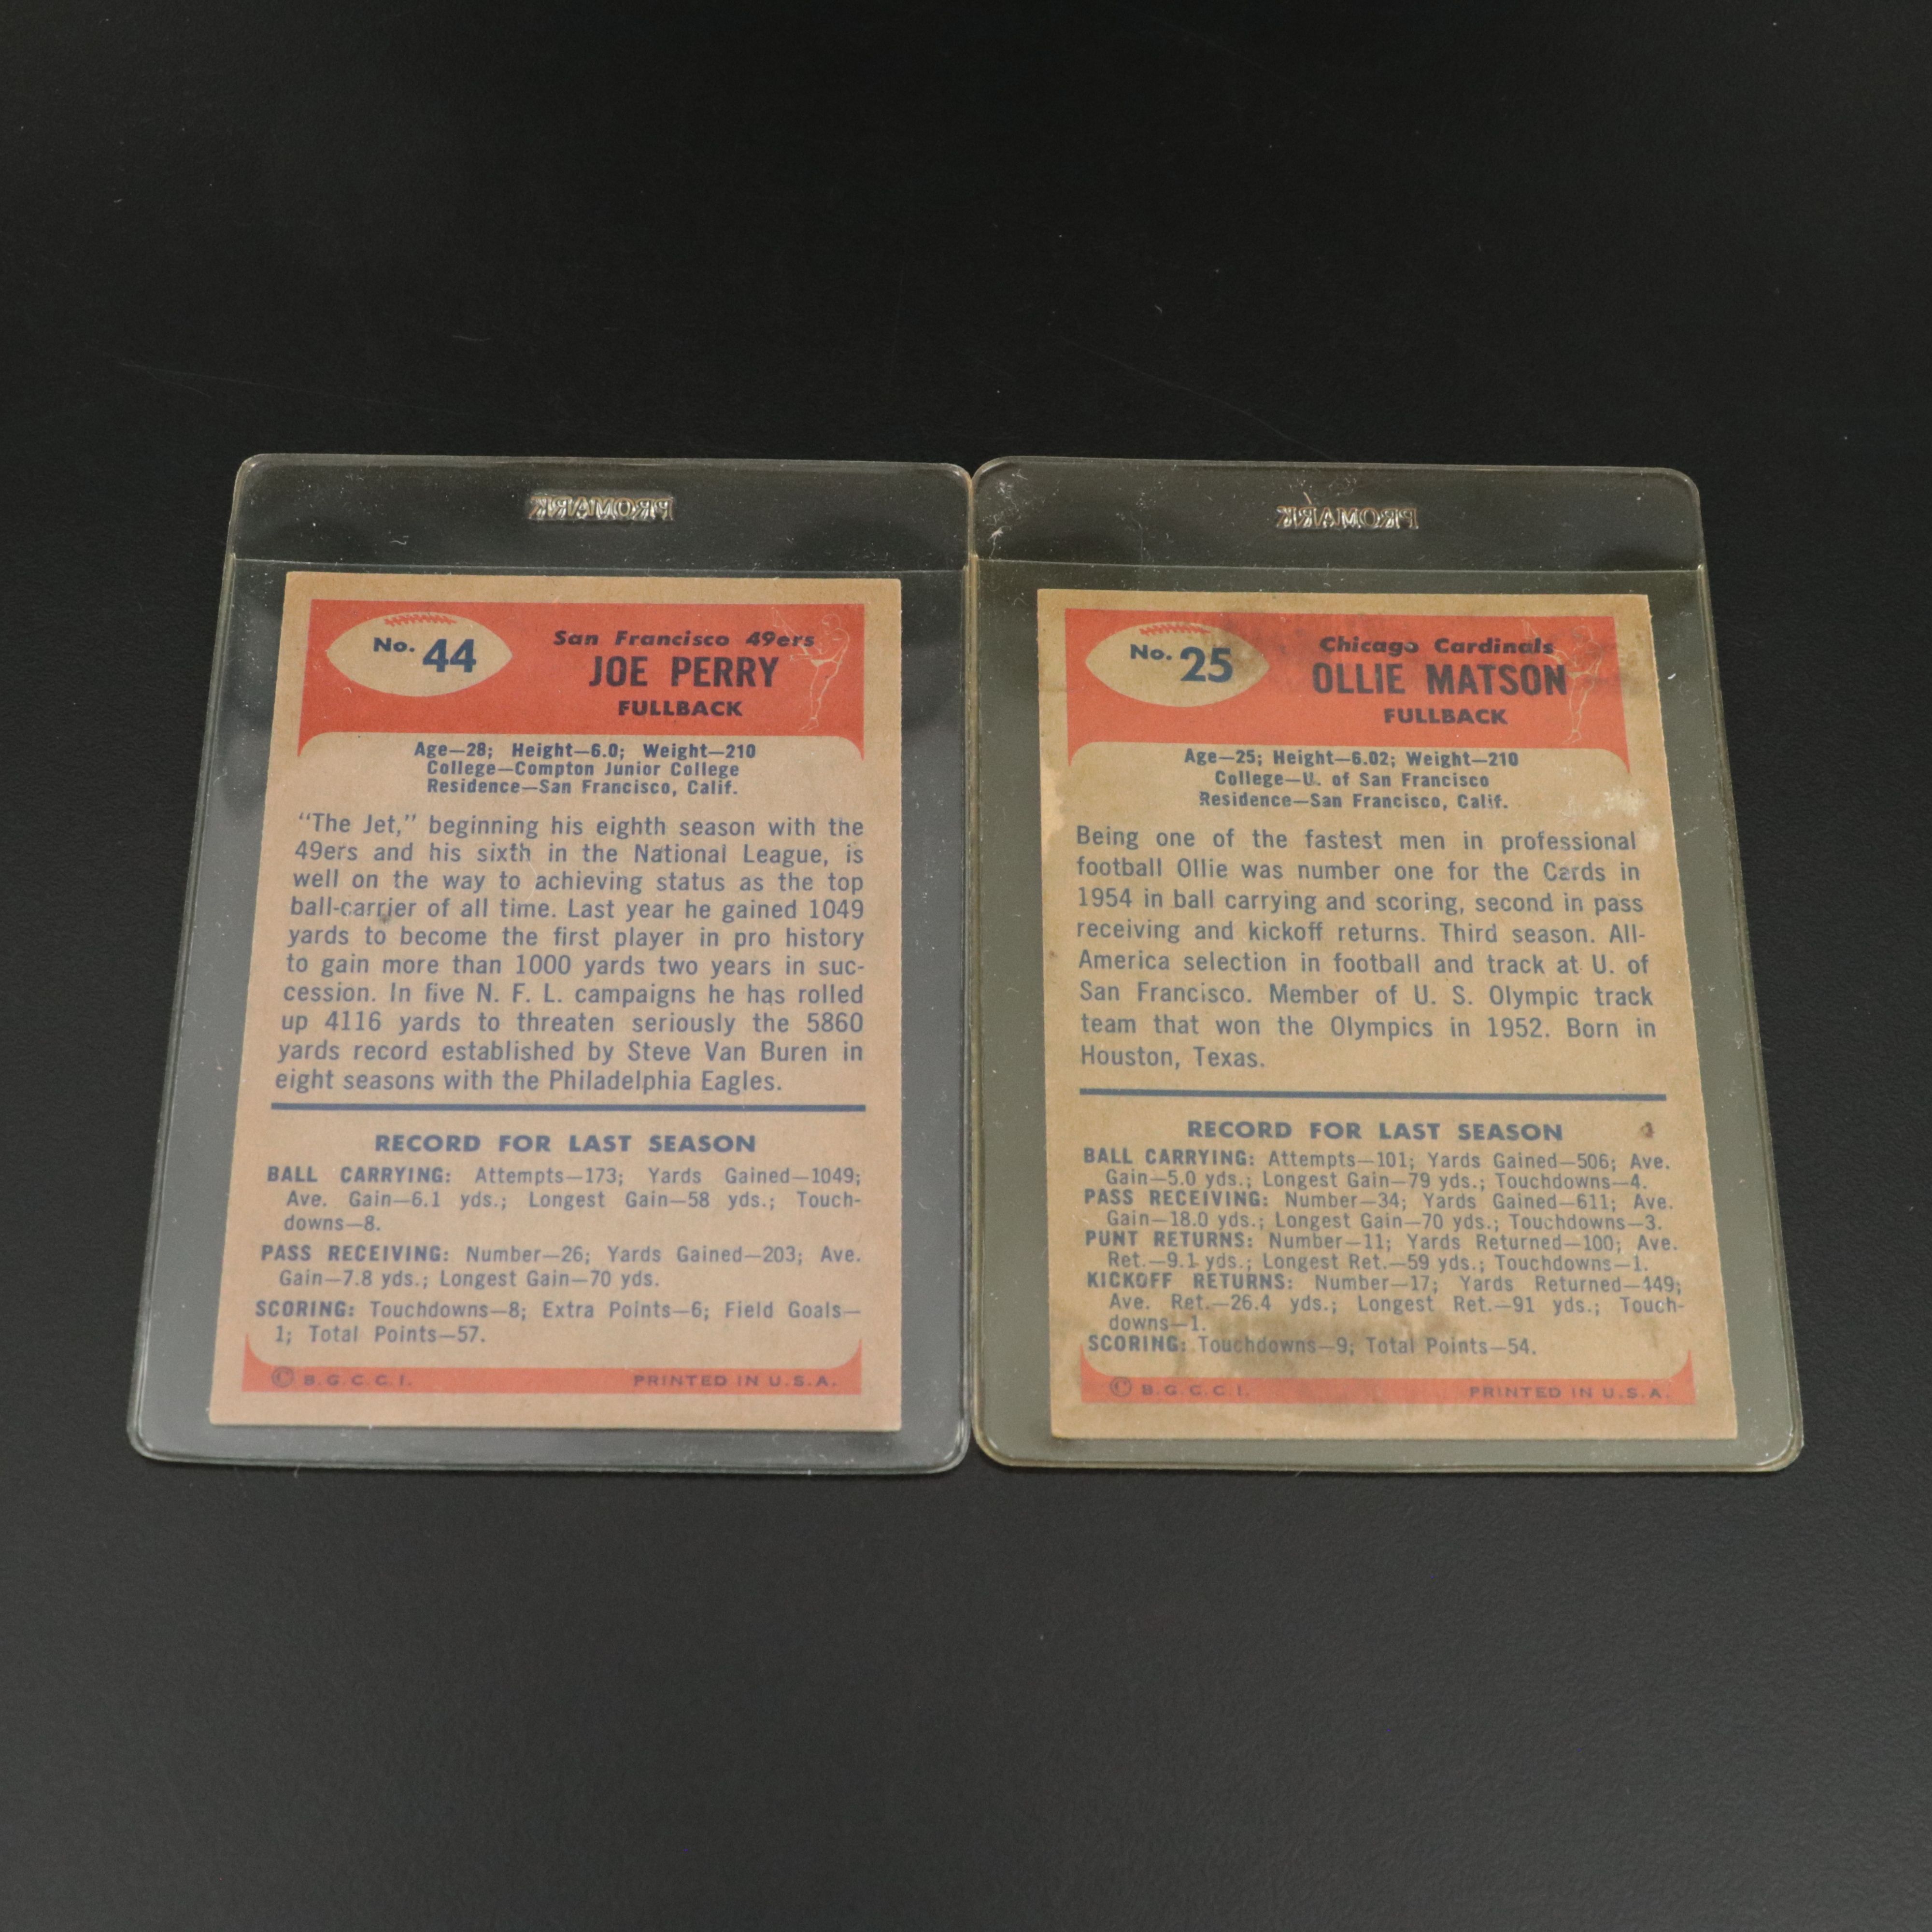 PROMARK
No. 44
San Francisco 49ers
JOE PERRY
FULLBACK
Age—28; Height—6.0; Weight—210
College—Compton Junior College
Residence—San Francisco, Calif.
"The Jet," beginning his eighth season with the
49ers and his sixth in the National League, is
well on the way to achieving status as the top
ball-carrier of all time. Last year he gained 1049
yards to become the first player in pro history
to gain more than 1000 yards two years in suc-
cession. In five N. F. L. campaigns he has rolled
up 4116 yards to threaten seriously the 5860
yards record established by Steve Van Buren in
eight seasons with the Philadelphia Eagles.
RECORD FOR LAST SEASON
BALL CARRYING: Attempts—173; Yards Gained—1049;
Ave. Gain—6.1 yds.; Longest Gain—58 yds.; Touch-
downs—8.
PASS RECEIVING: Number—26; Yards Gained—203; Ave.
Gain—7.8 yds.; Longest Gain—70 yds.
SCORING: Touchdowns—8; Extra Points—6; Field Goals—
1; Total Points—57.
© B.G.C.C.I. PRINTED IN U.S.A.
PROMARK
No. 25
Chicago Cardinals
OLLIE MATSON
FULLBACK
Age—25; Height—6.02; Weight—210
College—U. of San Francisco
Residence—San Francisco, Calif.
Being one of the fastest men in professional
football Ollie was number one for the Cards in
1954 in ball carrying and scoring, second in pass
receiving and kickoff returns. Third season. All-
America selection in football and track at U. of
San Francisco. Member of U. S. Olympic track
team that won the Olympics in 1952. Born in
Houston, Texas.
RECORD FOR LAST SEASON
BALL CARRYING: Attempts—101; Yards Gained—506; Ave.
Gain—5.0 yds.; Longest Gain—79 yds.; Touchdowns—4.
PASS RECEIVING: Number—34; Yards Gained—611; Ave.
Gain—18.0 yds.; Longest Gain—70 yds.; Touchdowns—3.
PUNT RETURNS: Number—11; Yards Returned—100; Ave.
Ret.—9.1 yds.; Longest Ret.—59 yds.; Touchdowns—1.
KICKOFF RETURNS: Number—17; Yards Returned—449;
Ave. Ret.—26.4 yds.; Longest Ret.—91 yds.; Touch-
downs—1.
SCORING: Touchdowns—9; Total Points—54.
© B.G.C.C.I. PRINTED IN U.S.A.